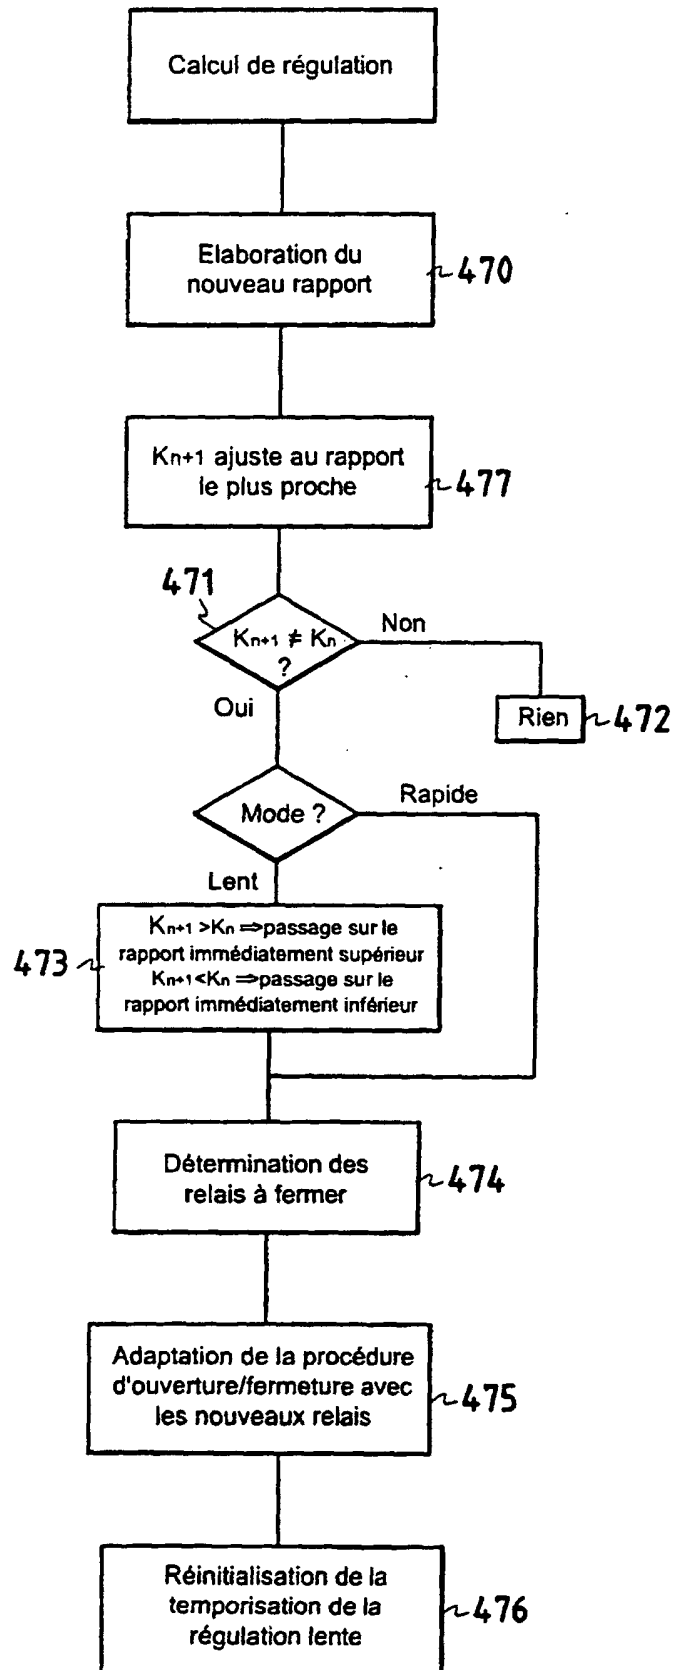 Calcul de régulation
Elaboration du
nouveau rapport
470
Kn+1 ajuste au rapport
le plus proche
477
471
Kn+1 ≠ Kn
?
Non
Oui
Rien
472
Mode ?
Rapide
Lent
Kn+1 >Kn ⇒passage sur le
rapport immédiatement supérieur
Kn+1<Kn ⇒passage sur le
rapport immédiatement inférieur
473
Détermination des
relais à fermer
474
Adaptation de la procédure
d'ouverture/fermeture avec
les nouveaux relais
475
Réinitialisation de la
temporisation de la
régulation lente
476